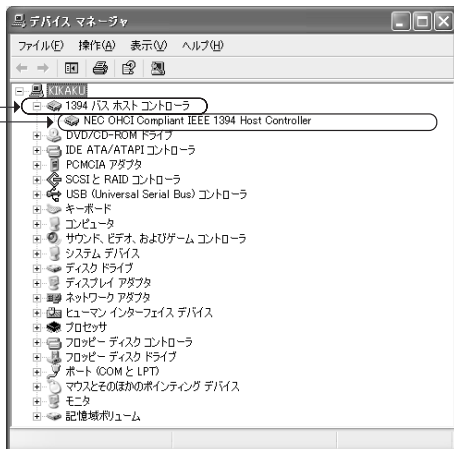 デバイス マネージャ
ファイル(F) 操作(A) 表示(V) ヘルプ(H)
KIKAKU
1394 バス ホスト コントローラ
NEC OHCI Compliant IEEE 1394 Host Controller
DVD/CD-ROM ドライブ
IDE ATA/ATAPI コントローラ
PCMCIA アダプタ
SCSI と RAID コントローラ
USB (Universal Serial Bus) コントローラ
キーボード
コンピュータ
サウンド、ビデオ、およびゲーム コントローラ
システム デバイス
ディスク ドライブ
ディスプレイ アダプタ
ネットワーク アダプタ
ヒューマン インターフェイス デバイス
プロセッサ
フロッピー ディスク コントローラ
フロッピー ディスク ドライブ
ポート (COM と LPT)
マウスとそのほかのポインティング デバイス
モニタ
記憶域ボリューム